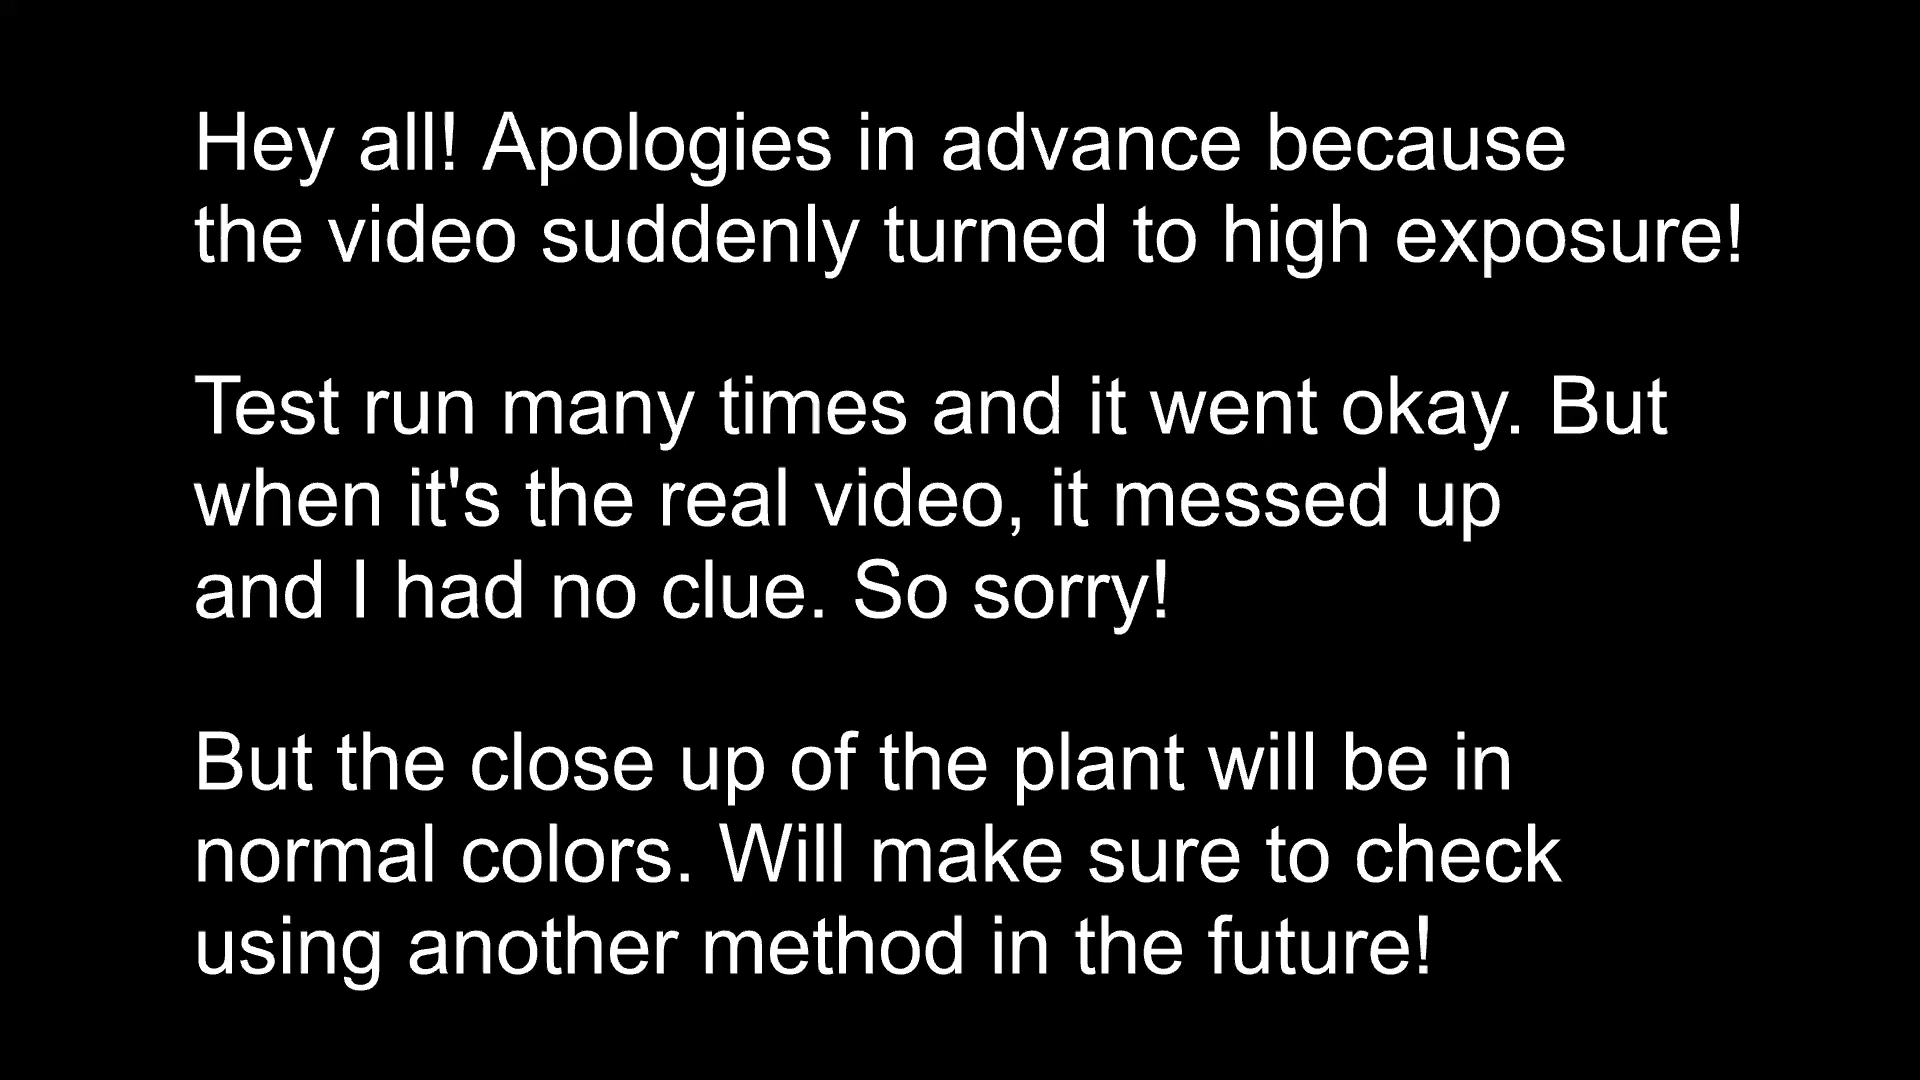 Hey all! Apologies in advance because
the video suddenly turned to high exposure!
Test run many times and it went okay. But
when it's the real video, it messed up
and I had no clue. So sorry!
But the close up of the plant will be in
normal colors. Will make sure to check
using another method in the future!